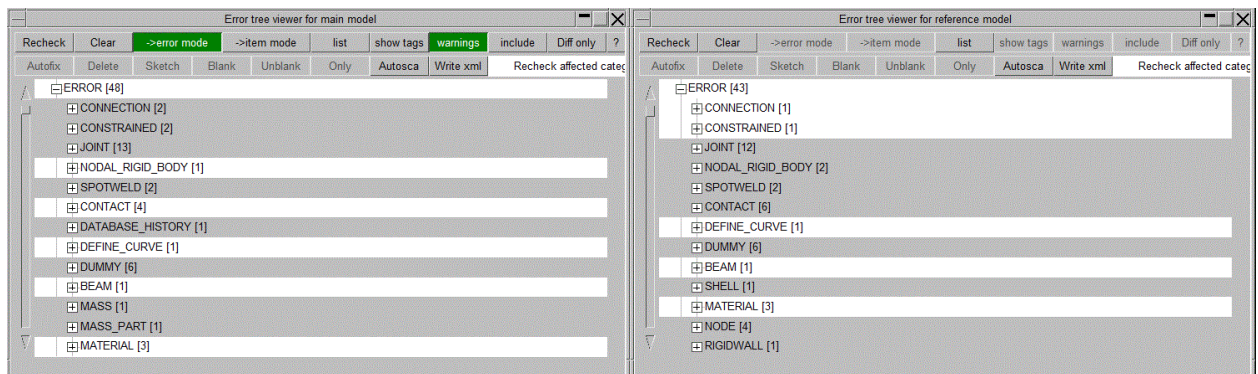 Error tree viewer for main model
Recheck Clear ->error mode ->item mode list show tags warnings include Diff only ?
Autofix Delete Sketch Blank Unblank Only Autosca Write xml Recheck affected categ
ERROR [48]
CONNECTION [2]
CONSTRAINED [2]
JOINT [13]
NODAL_RIGID_BODY [1]
SPOTWELD [2]
CONTACT [4]
DATABASE_HISTORY [1]
DEFINE_CURVE [1]
DUMMY [6]
BEAM [1]
MASS [1]
MASS_PART [1]
MATERIAL [3]
Error tree viewer for reference model
Recheck Clear ->error mode ->item mode list show tags warnings include Diff only ?
Autofix Delete Sketch Blank Unblank Only Autosca Write xml Recheck affected categ
ERROR [43]
CONNECTION [1]
CONSTRAINED [1]
JOINT [12]
NODAL_RIGID_BODY [2]
SPOTWELD [2]
CONTACT [6]
DEFINE_CURVE [1]
DUMMY [6]
BEAM [1]
SHELL [1]
MATERIAL [3]
NODE [4]
RIGIDWALL [1]